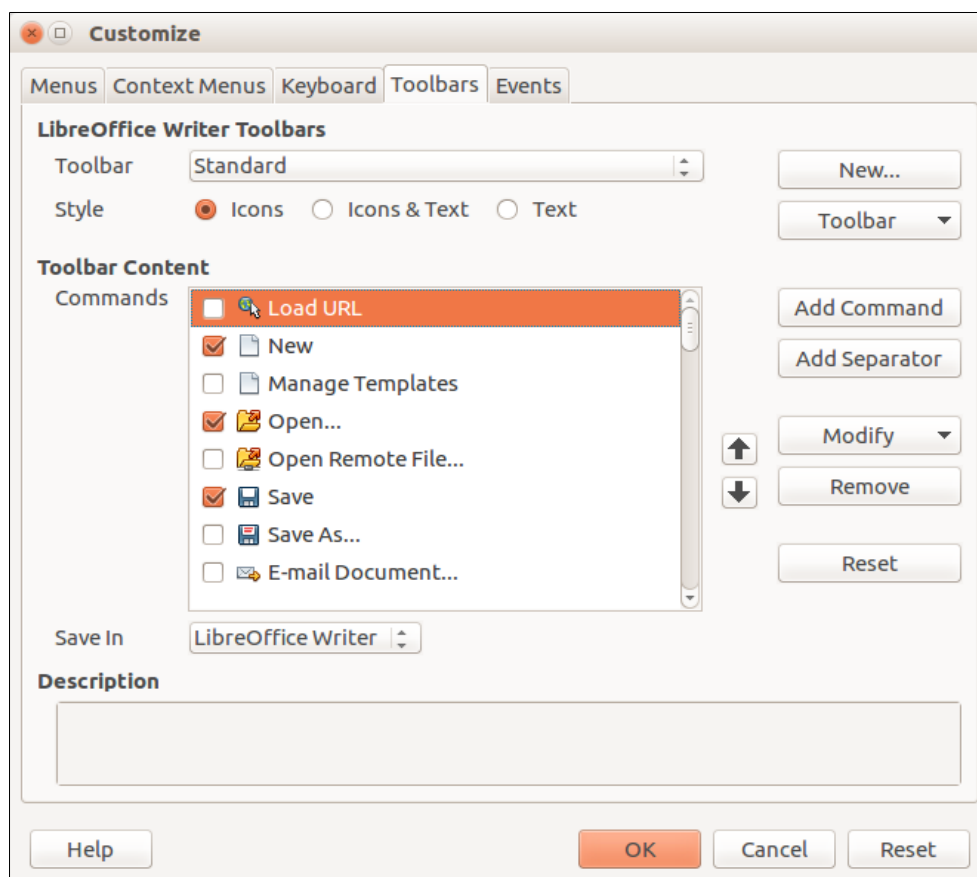 Customize
Menus Context Menus Keyboard Toolbars Events
LibreOffice Writer Toolbars
Toolbar Standard New...
Style Icons Icons & Text Text Toolbar
Toolbar Content
Commands Load URL Add Command
New
Add Separator
Manage Templates
Open...
Modify
Open Remote File...
Remove
Save
Save As...
Reset
E-mail Document...
Save In LibreOffice Writer
Description
Help OK Cancel Reset